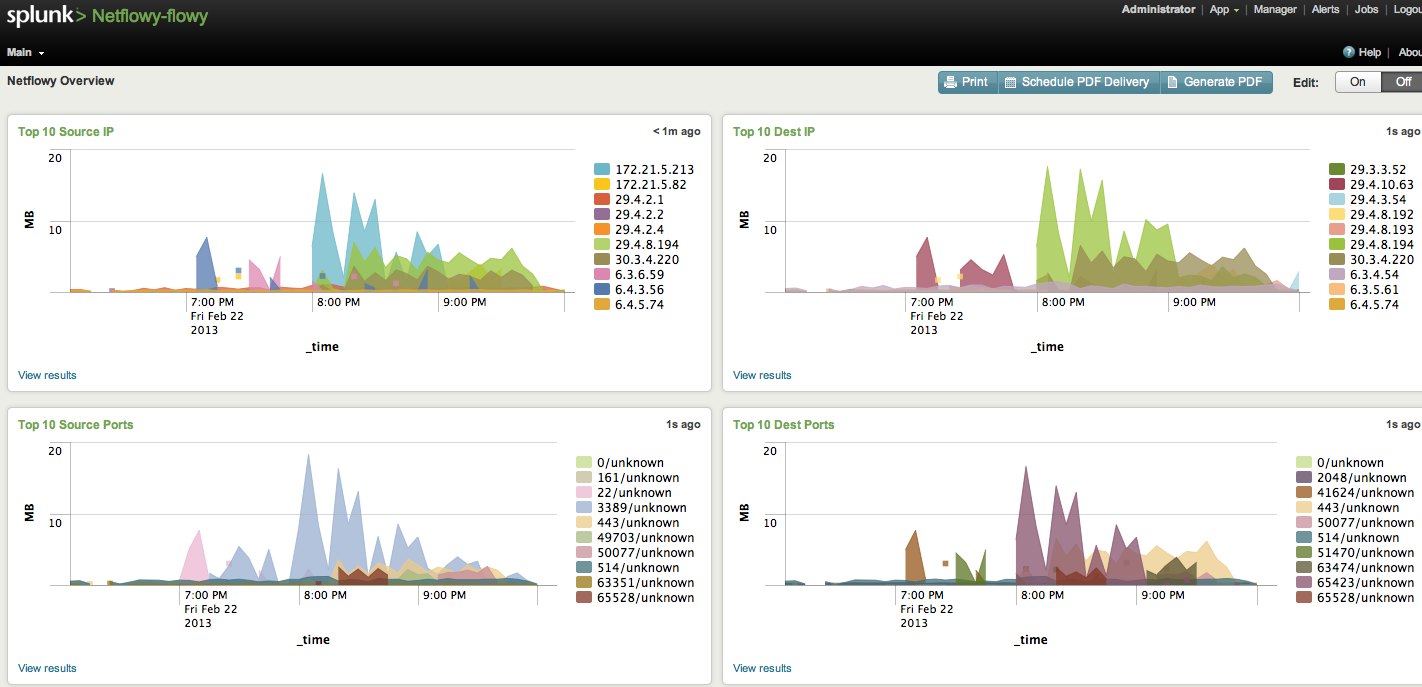 splunk> Netflowy-flowy
Administrator | App | Manager | Alerts | Jobs | Logou
Main
Help | Abou
Netflowy Overview
Print Schedule PDF Delivery Generate PDF Edit: On Off
Top 10 Source IP
< 1m ago
20
10
MB
7:00 PM
Fri Feb 22
2013
8:00 PM
9:00 PM
_time
172.21.5.213
172.21.5.82
29.4.2.1
29.4.2.2
29.4.2.4
29.4.8.194
30.3.4.220
6.3.6.59
6.4.3.56
6.4.5.74
View results
Top 10 Dest IP
1s ago
20
10
MB
7:00 PM
Fri Feb 22
2013
8:00 PM
9:00 PM
_time
29.3.3.52
29.4.10.63
29.4.3.54
29.4.8.192
29.4.8.193
29.4.8.194
30.3.4.220
6.3.4.54
6.3.5.61
6.4.5.74
View results
Top 10 Source Ports
1s ago
20
10
MB
7:00 PM
Fri Feb 22
2013
8:00 PM
9:00 PM
_time
0/unknown
161/unknown
22/unknown
3389/unknown
443/unknown
49703/unknown
50077/unknown
514/unknown
63351/unknown
65528/unknown
View results
Top 10 Dest Ports
1s ago
20
10
MB
7:00 PM
Fri Feb 22
2013
8:00 PM
9:00 PM
_time
0/unknown
2048/unknown
41624/unknown
443/unknown
50077/unknown
514/unknown
51470/unknown
63474/unknown
65423/unknown
65528/unknown
View results